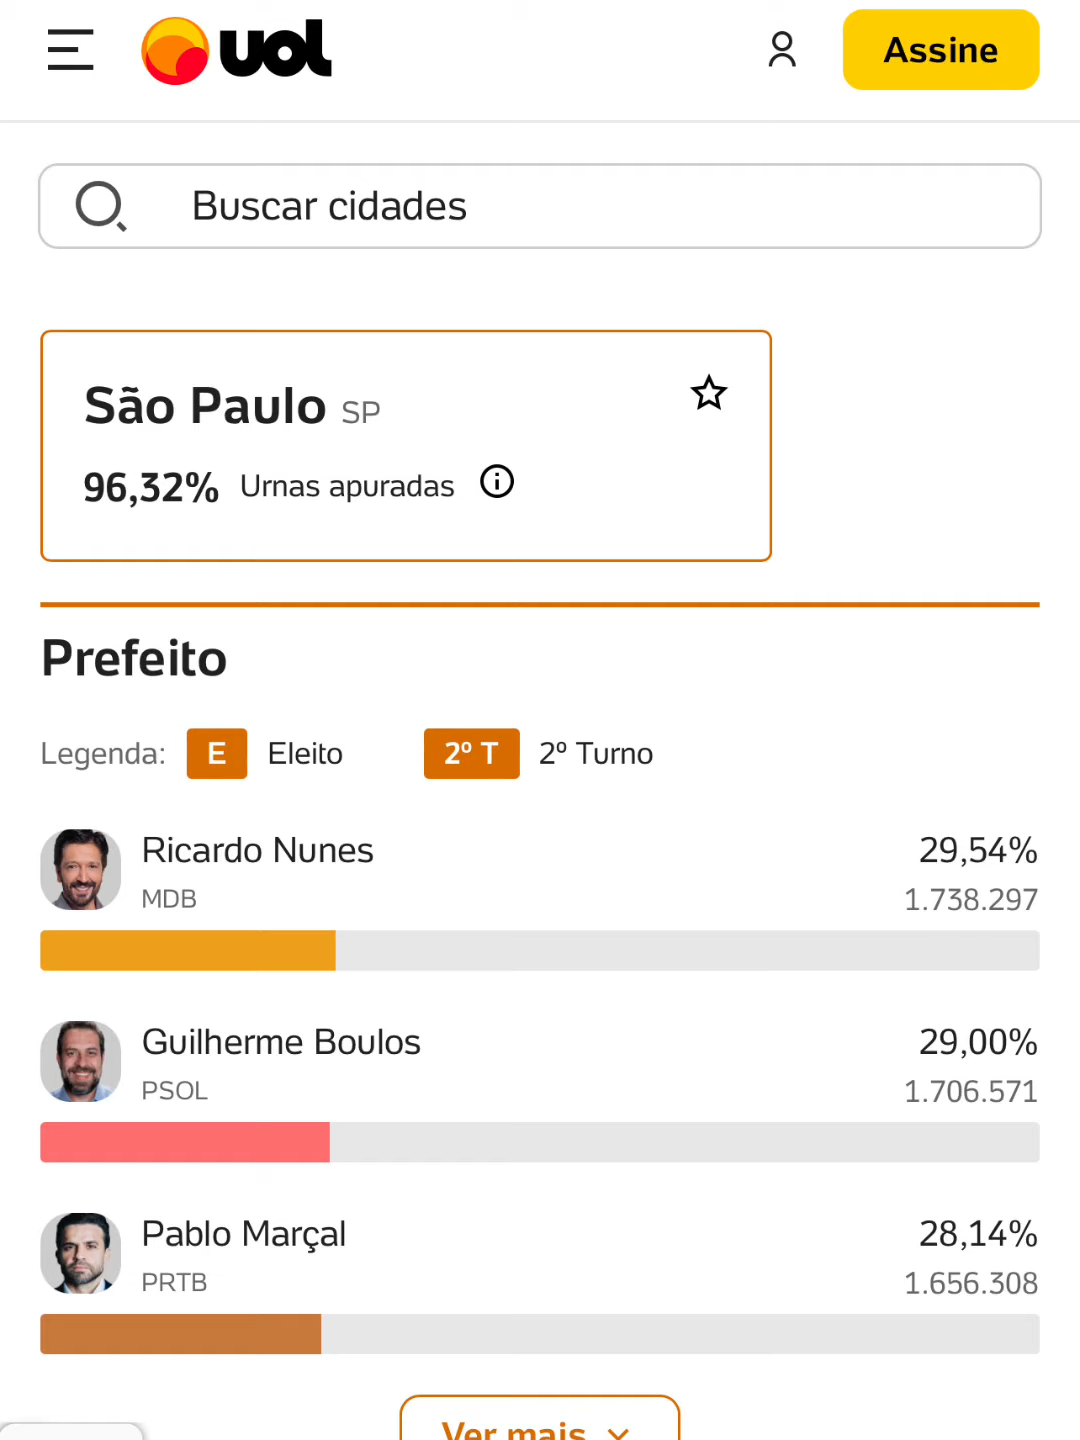 uol
Assine
Buscar cidades
São Paulo SP
96,32% Urnas apuradas
Prefeito
Legenda: E Eleito 2º T 2º Turno
Ricardo Nunes 29,54%
MDB 1.738.297
Guilherme Boulos 29,00%
PSOL 1.706.571
Pablo Marçal 28,14%
PRTB 1.656.308
Ver mais